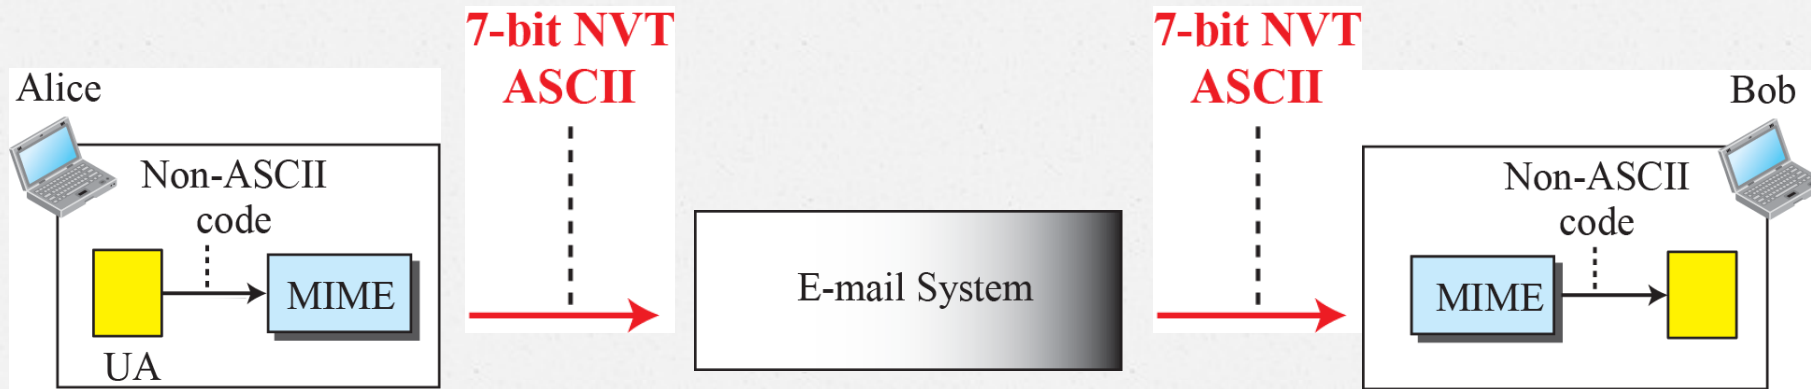 Alice
Non-ASCII
code
MIME
UA
7-bit NVT
ASCII
E-mail System
7-bit NVT
ASCII
Bob
Non-ASCII
code
MIME